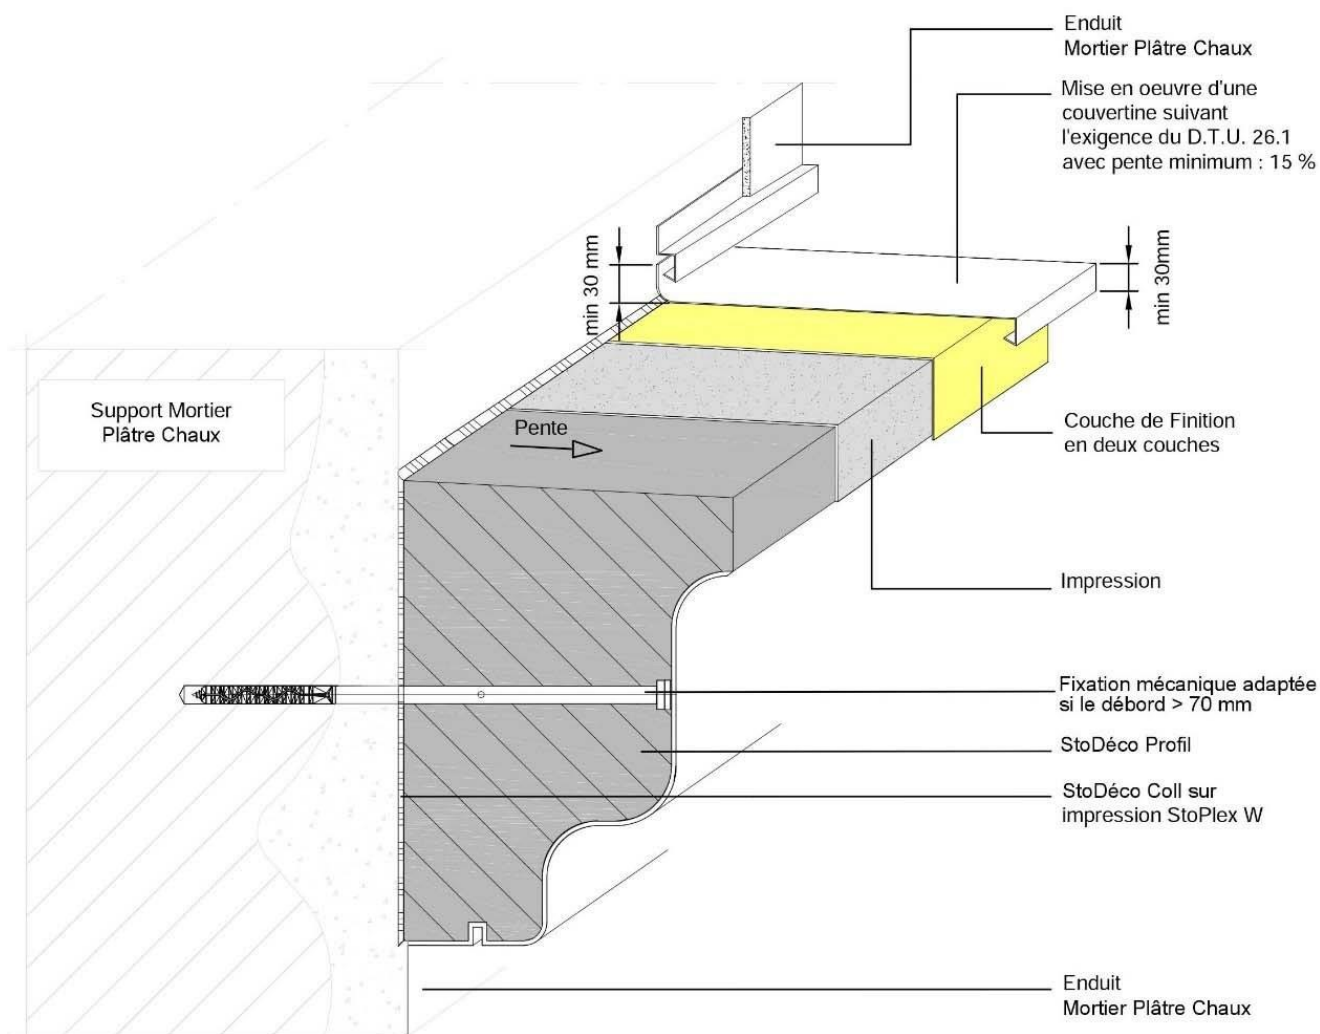 Enduit
Mortier Plâtre Chaux
Mise en oeuvre d'une
couvertine suivant
l'exigence du D.T.U. 26.1
avec pente minimum : 15 %
min 30 mm
min 30mm
Support Mortier
Plâtre Chaux
Pente
Couche de Finition
en deux couches
Impression
Fixation mécanique adaptée
si le débord > 70 mm
StoDéco Profil
StoDéco Coll sur
impression StoPlex W
Enduit
Mortier Plâtre Chaux